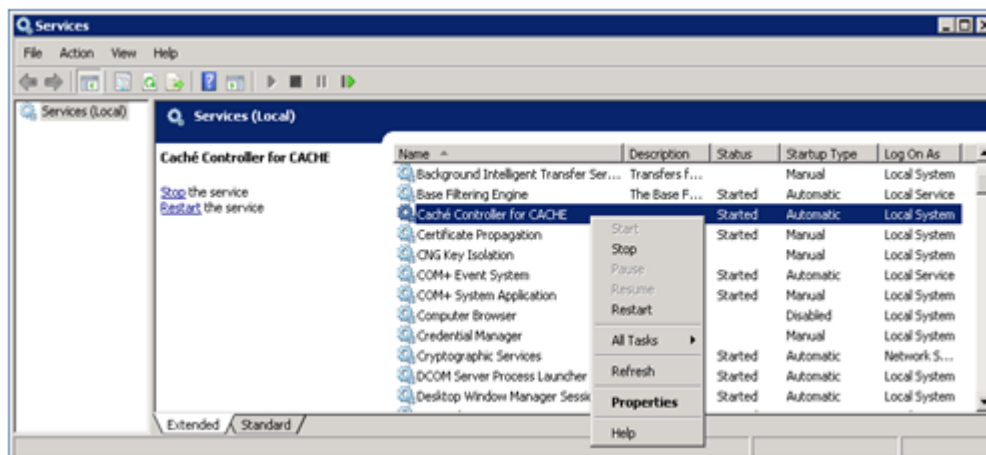 Services
File Action View Help
Services (Local)
Services (Local)
Caché Controller for CACHE
Stop the service
Restart the service
Name Description Status Startup Type Log On As
Background Intelligent Transfer Ser... Transfers f... Manual Local System
Base Filtering Engine The Base F... Started Automatic Local Service
Caché Controller for CACHE Started Automatic Local System
Certificate Propagation Started Manual Local System
CNG Key Isolation Manual Local System
COM+ Event System Started Automatic Local Service
COM+ System Application Started Manual Local System
Computer Browser Disabled Local System
Credential Manager Manual Local System
Cryptographic Services Started Automatic Network S...
DCOM Server Process Launcher Started Automatic Local System
Desktop Window Manager Sessi Started Automatic Local System
Start
Stop
Pause
Resume
Restart
All Tasks
Refresh
Properties
Help
Extended Standard